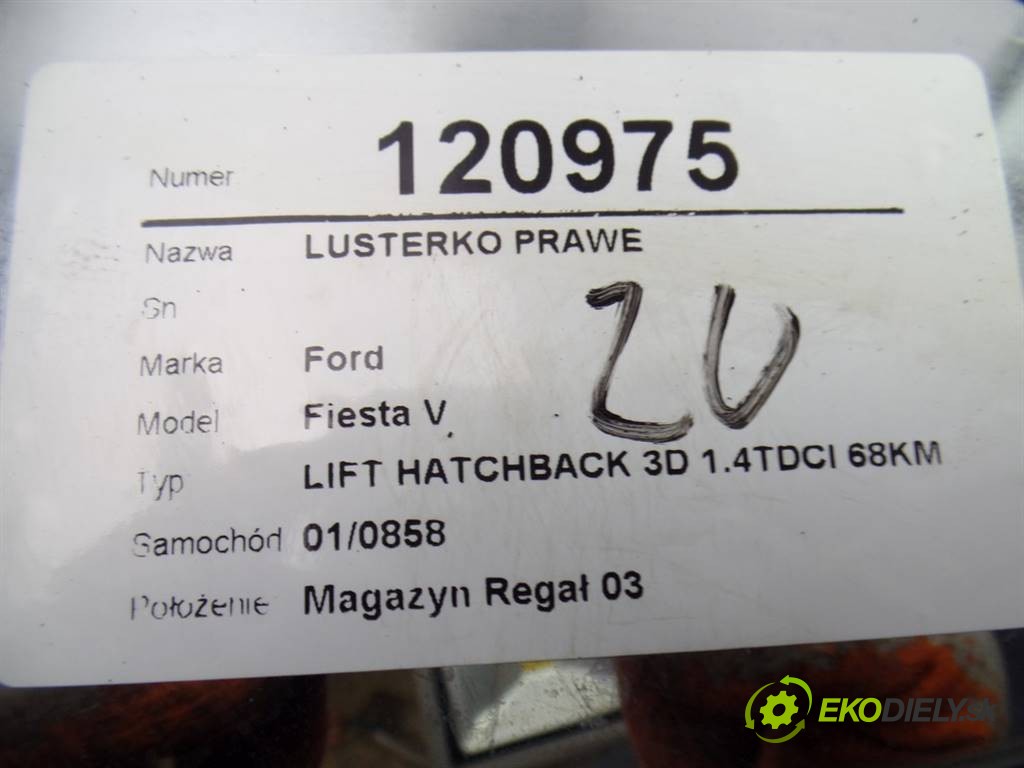 Numer 120975
Nazwa LUSTERKO PRAWE
Sn
Marka Ford
Model Fiesta V
Typ LIFT HATCHBACK 3D 1.4TDCI 68KM
Samochód 01/0858
Położenie Magazyn Regał 03
EKODIELY.sk